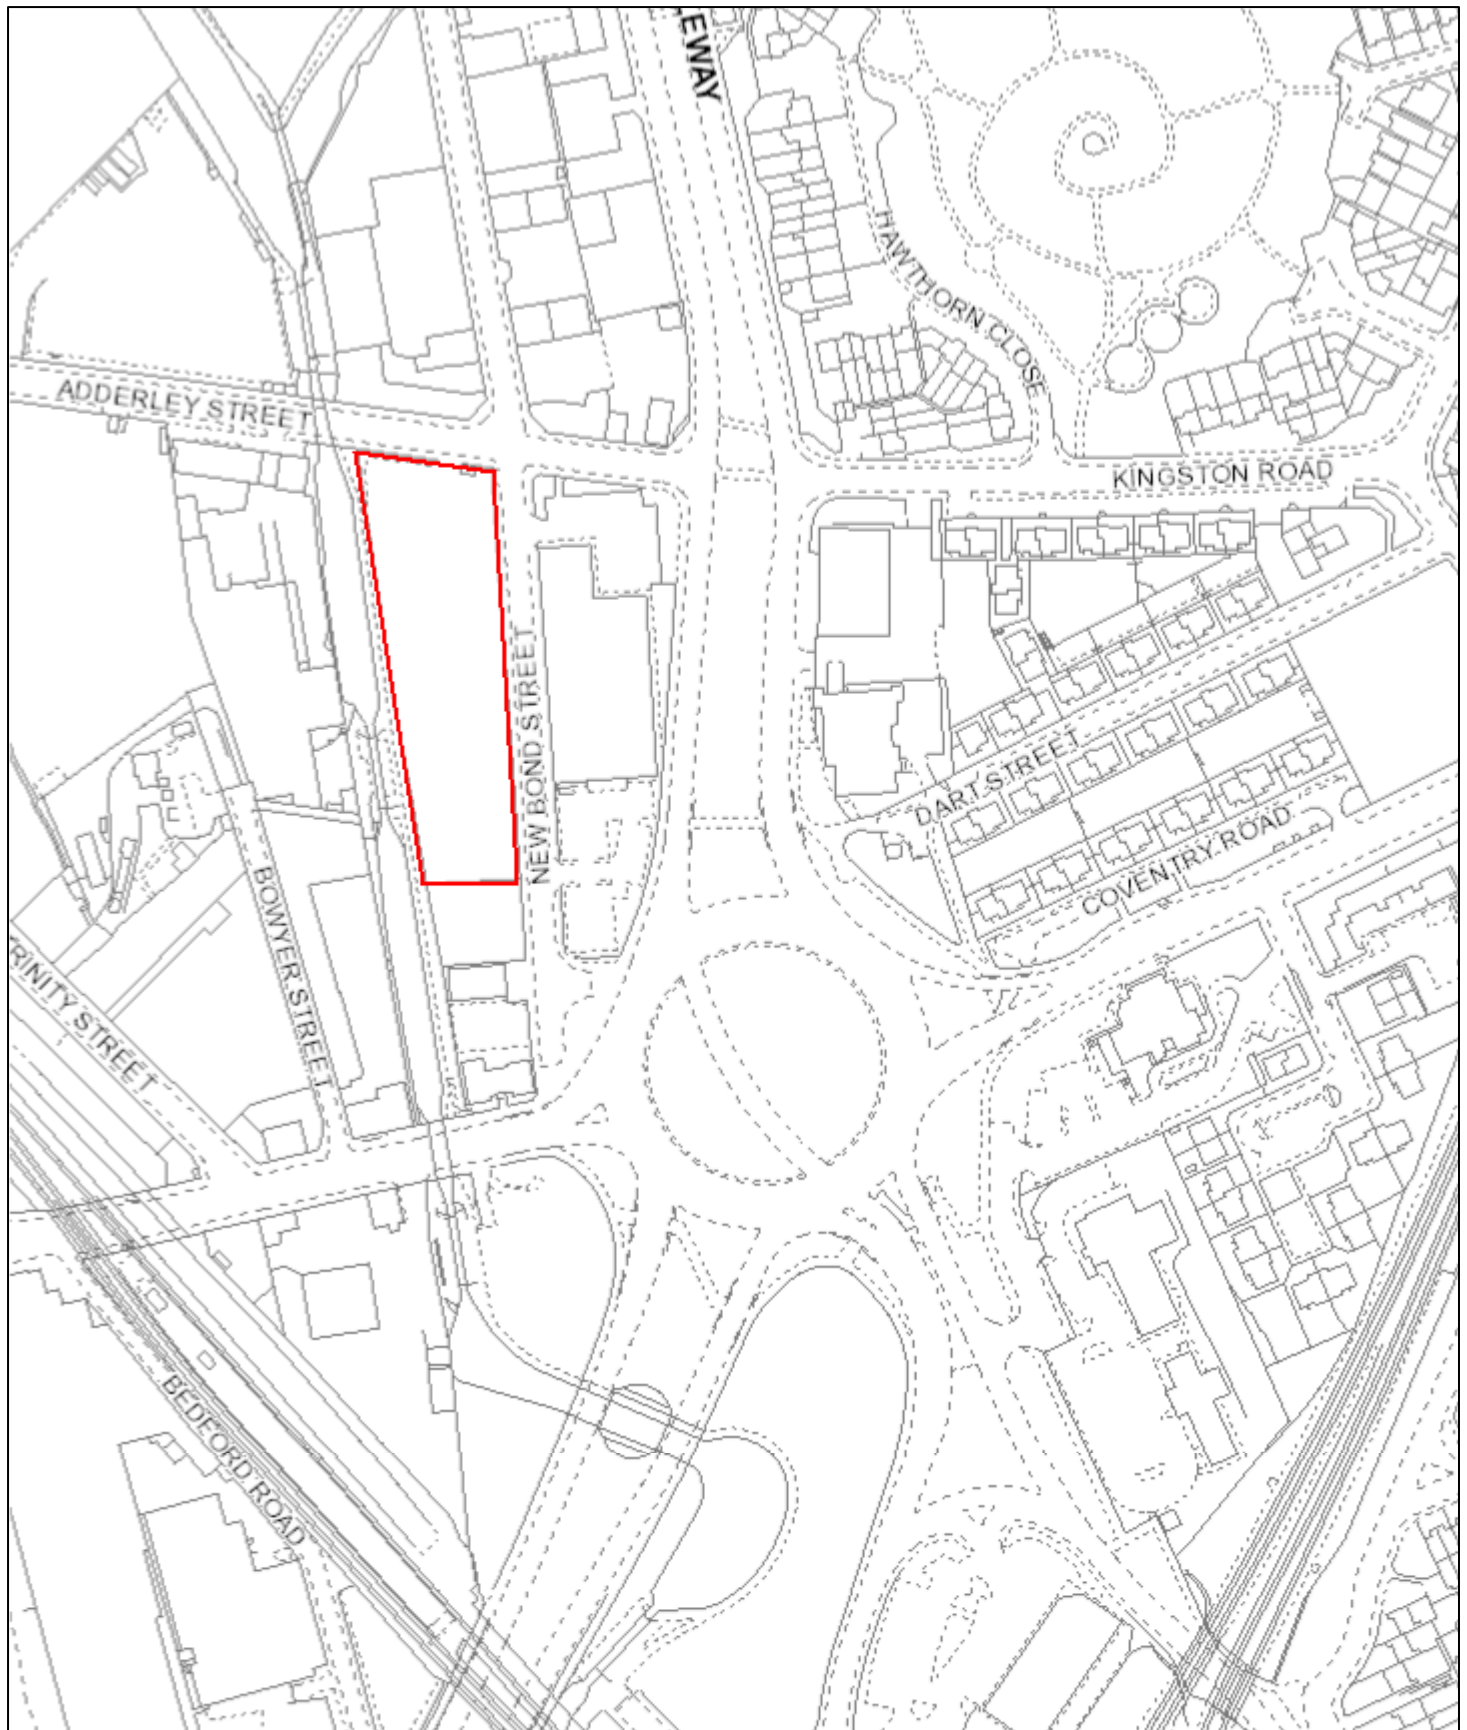 EWAY
HAWTHORN CLOSE
ADDERLEY STREET
KINGSTON ROAD
NEW BOND STREET
DART STREET
COVENTRY ROAD
BOWYER STREET
RINITY STREET
BEDFORD ROAD